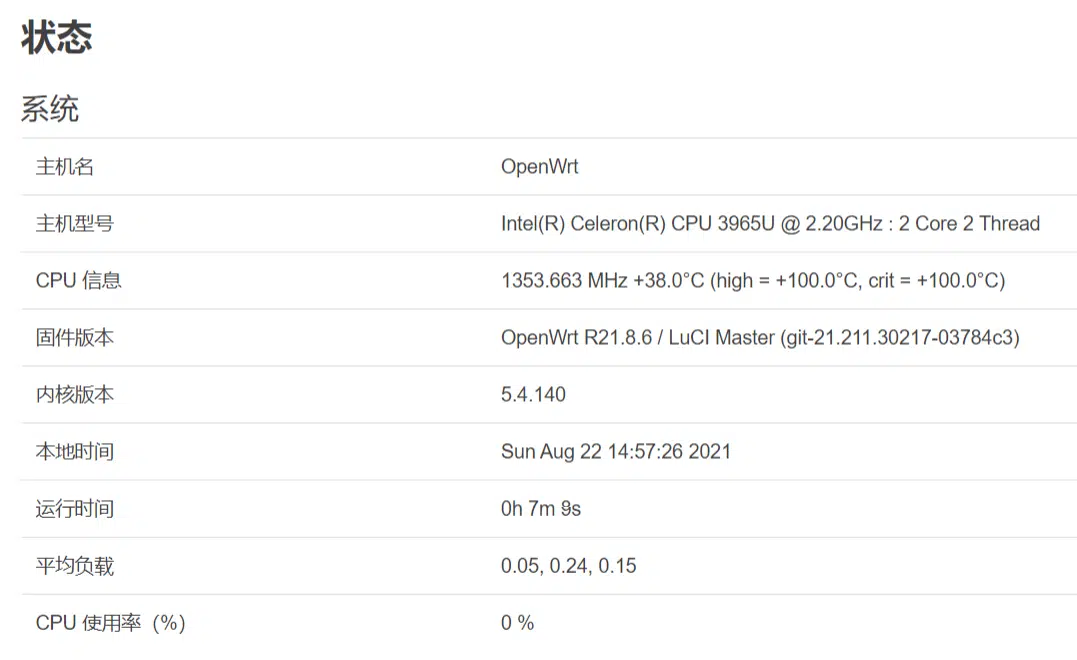 状态
系统
主机名 OpenWrt
主机型号 Intel(R) Celeron(R) CPU 3965U @ 2.20GHz : 2 Core 2 Thread
CPU 信息 1353.663 MHz +38.0°C (high = +100.0°C, crit = +100.0°C)
固件版本 OpenWrt R21.8.6 / LuCI Master (git-21.211.30217-03784c3)
内核版本 5.4.140
本地时间 Sun Aug 22 14:57:26 2021
运行时间 0h 7m 9s
平均负载 0.05, 0.24, 0.15
CPU 使用率（%） 0 %